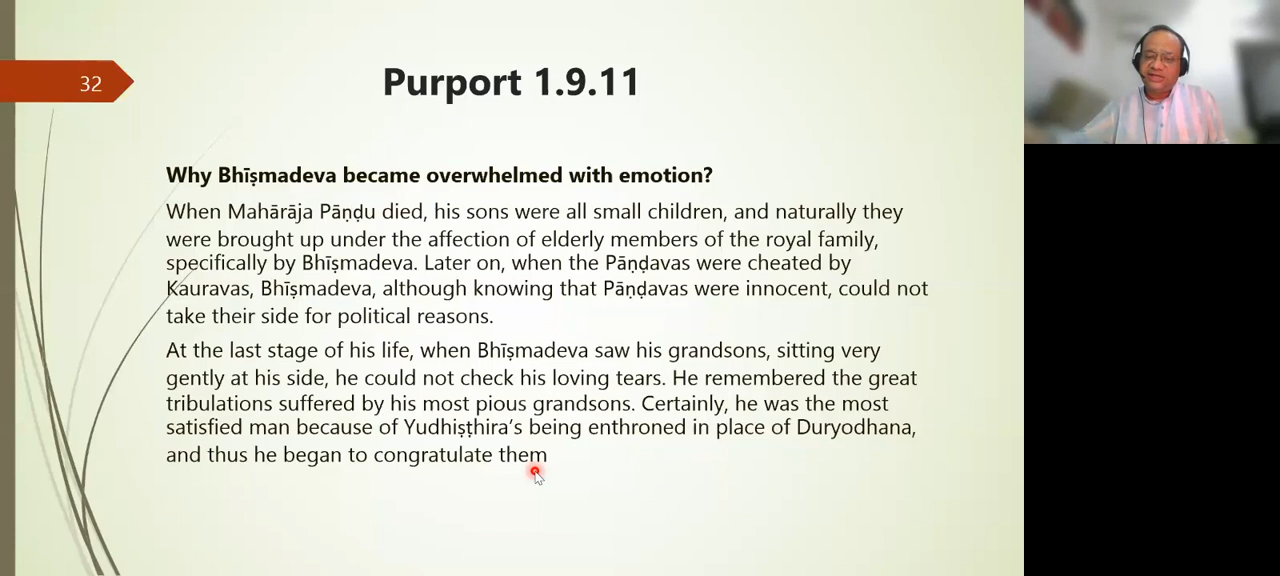 32
Purport 1.9.11
Why Bhīṣmadeva became overwhelmed with emotion?
When Mahārāja Pāṇḍu died, his sons were all small children, and naturally they
were brought up under the affection of elderly members of the royal family,
specifically by Bhīṣmadeva. Later on, when the Pāṇḍavas were cheated by
Kauravas, Bhīṣmadeva, although knowing that Pāṇḍavas were innocent, could not
take their side for political reasons.
At the last stage of his life, when Bhīṣmadeva saw his grandsons, sitting very
gently at his side, he could not check his loving tears. He remembered the great
tribulations suffered by his most pious grandsons. Certainly, he was the most
satisfied man because of Yudhiṣṭhira’s being enthroned in place of Duryodhana,
and thus he began to congratulate them